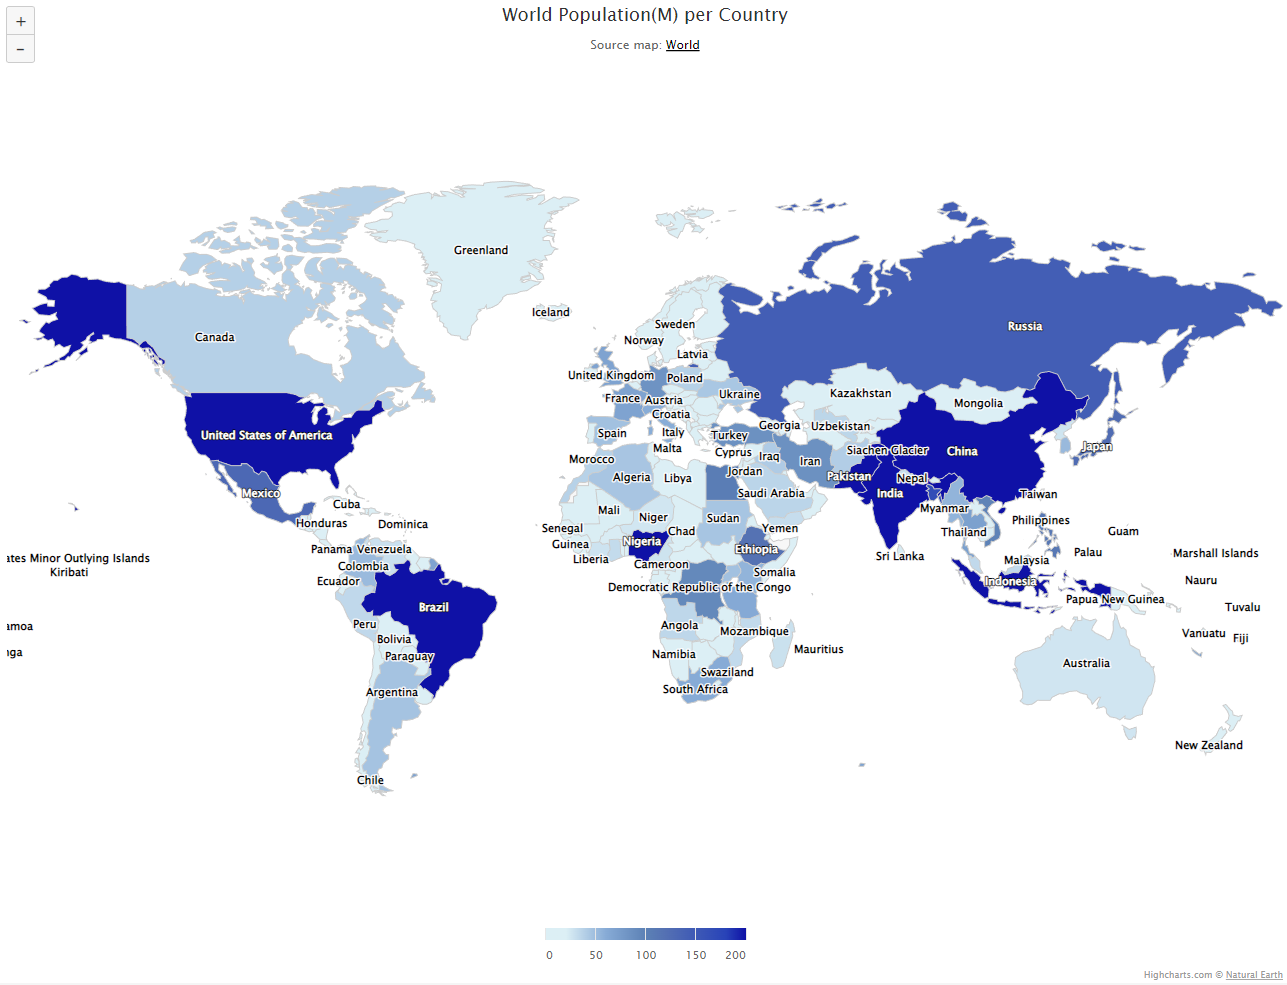 World Population(M) per Country
Source map: World
+
−
Greenland
Iceland
Sweden
Russia
Canada
Norway
Latvia
United Kingdom
Poland
Kazakhstan
Ukraine
France
Austria
Mongolia
Croatia
Georgia
Uzbekistan
United States of America
Spain
Italy
Turkey
Malta
Cyprus
Siachen Glacier
China
Japan
Morocco
Iraq
Iran
Jordan
Algeria
Libya
Pakistan
Nepal
Mexico
Saudi Arabia
India
Taiwan
Cuba
Mali
Myanmar
Honduras
Dominica
Niger
Sudan
Philippines
Senegal
Chad
Yemen
Thailand
Guam
Guinea
Nigeria
Panama
Venezuela
Ethiopia
Palau
Marshall Islands
ates Minor Outlying Islands
Liberia
Cameroon
Sri Lanka
Malaysia
Colombia
Kiribati
Somalia
Ecuador
Democratic Republic of the Congo
Indonesia
Nauru
Brazil
Papua New Guinea
Tuvalu
amoa
Peru
Angola
Mozambique
Vanuatu
Fiji
Bolivia
nga
Paraguay
Namibia
Mauritius
Australia
Swaziland
Argentina
South Africa
New Zealand
Chile
0
50
100
150
200
Highcharts.com © Natural Earth